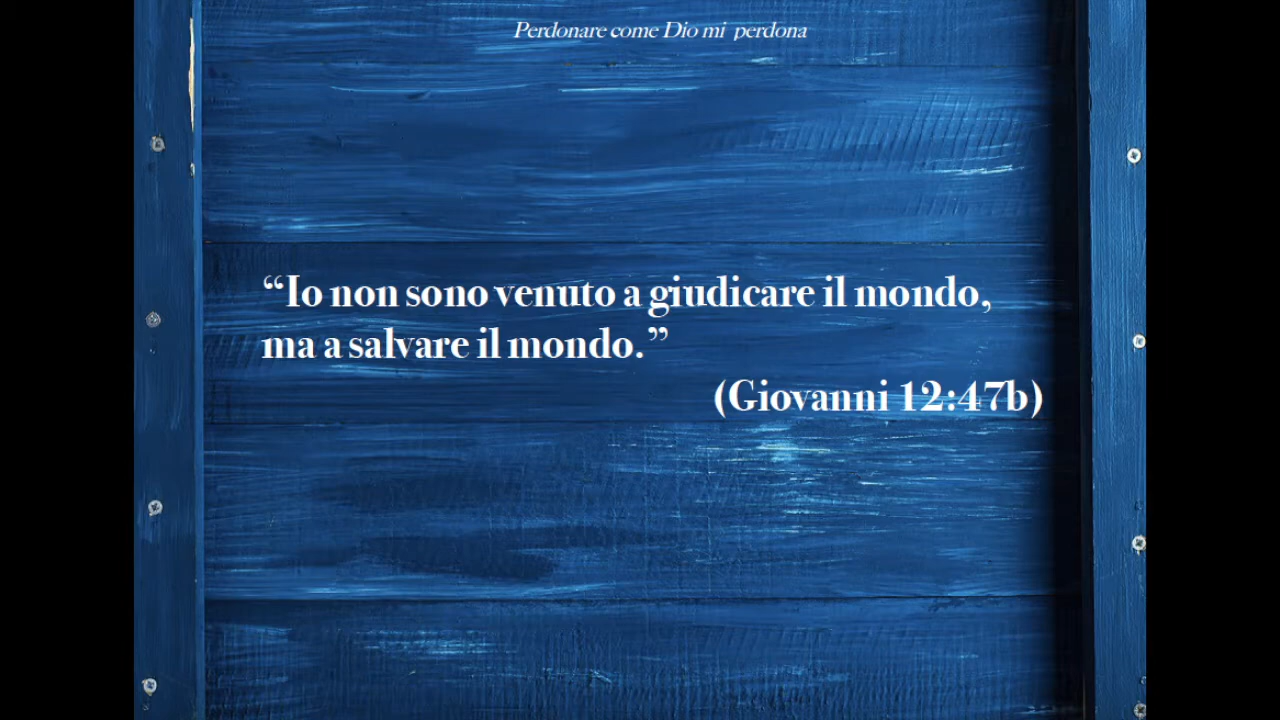 Perdonare come Dio mi perdona
“Io non sono venuto a giudicare il mondo,
ma a salvare il mondo.”
(Giovanni 12:47b)